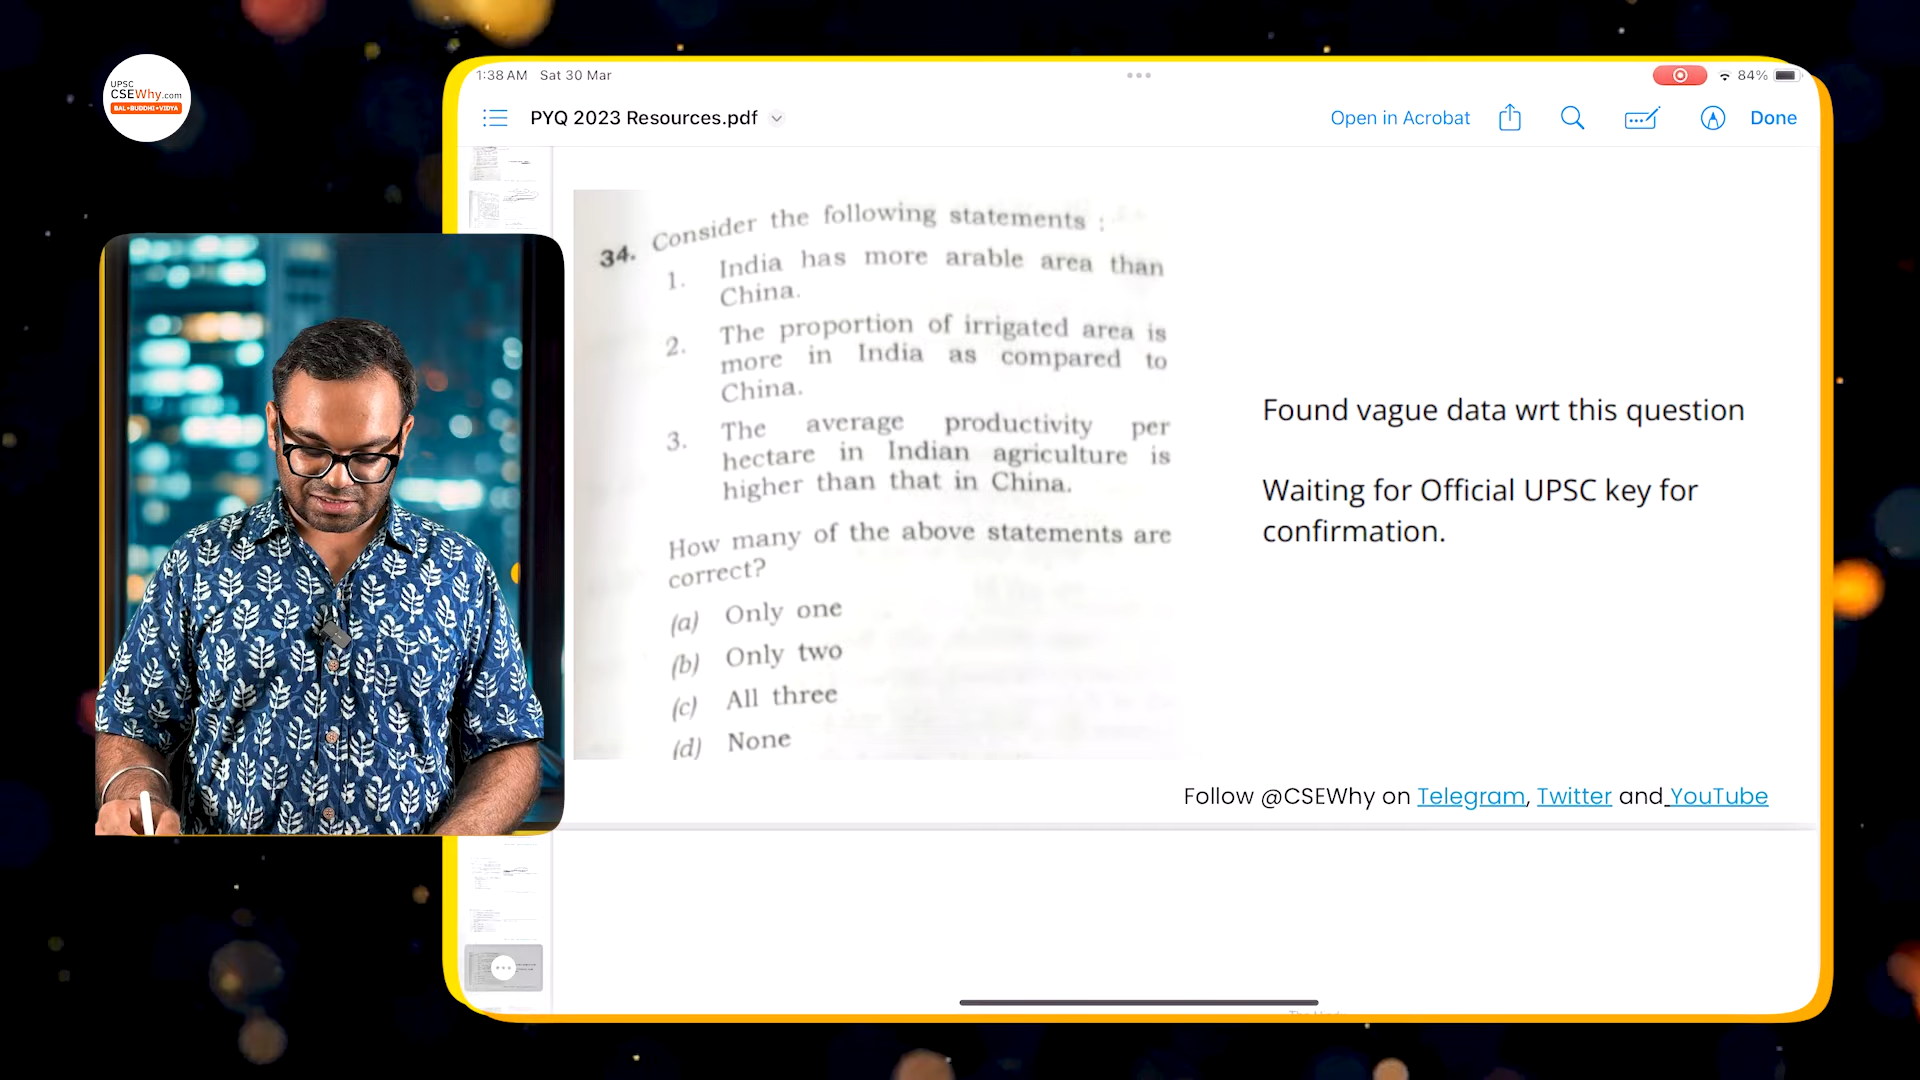 UPSC
CSEWhy.com
BAL•BUDDHI•VIDYA
1:38 AM Sat 30 Mar
84%
PYQ 2023 Resources.pdf
Open in Acrobat
Done
34. Consider the following statements :
1. India has more arable area than
China.
2. The proportion of irrigated area is
more in India as compared to
China.
3. The average productivity per
hectare in Indian agriculture is
higher than that in China.
How many of the above statements are
correct?
(a) Only one
(b) Only two
(c) All three
(d) None
Found vague data wrt this question
Waiting for Official UPSC key for
confirmation.
Follow @CSEWhy on Telegram, Twitter and YouTube